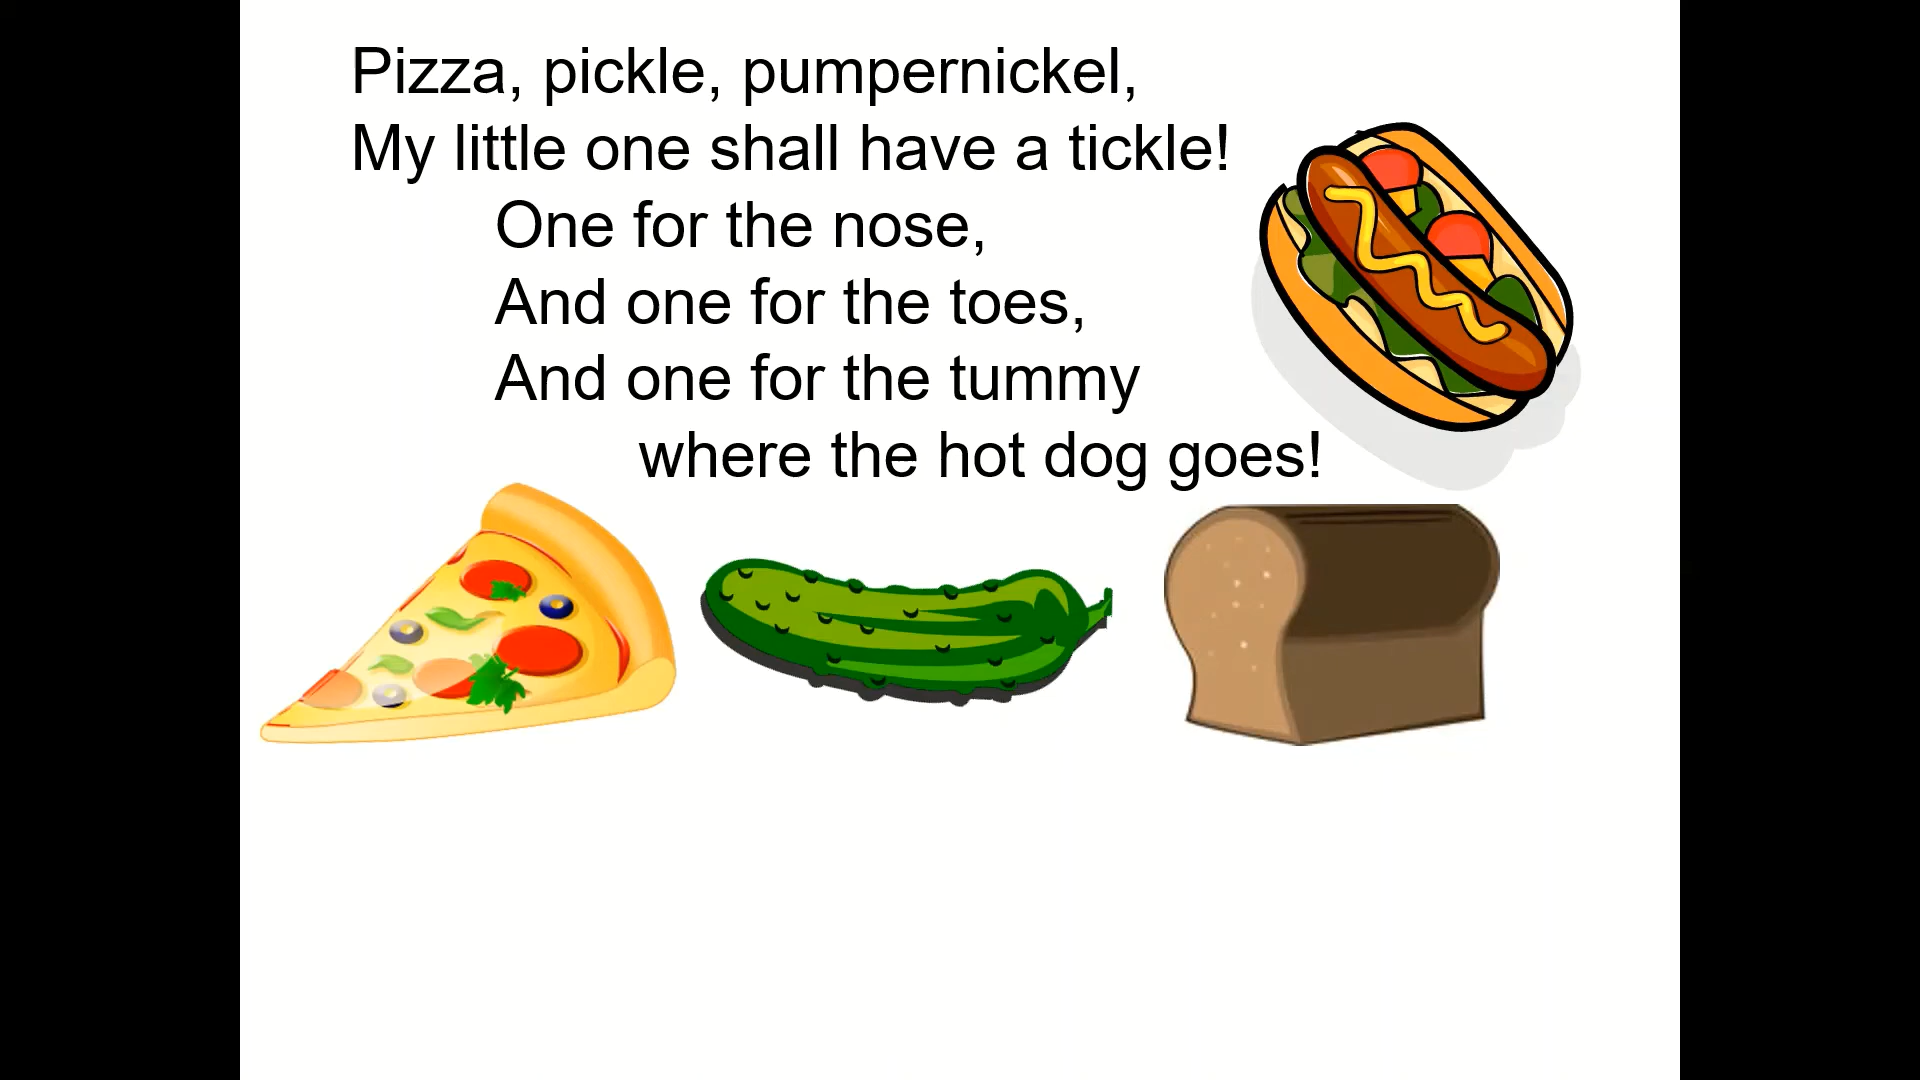 Pizza, pickle, pumpernickel,
My little one shall have a tickle!
One for the nose,
And one for the toes,
And one for the tummy
where the hot dog goes!